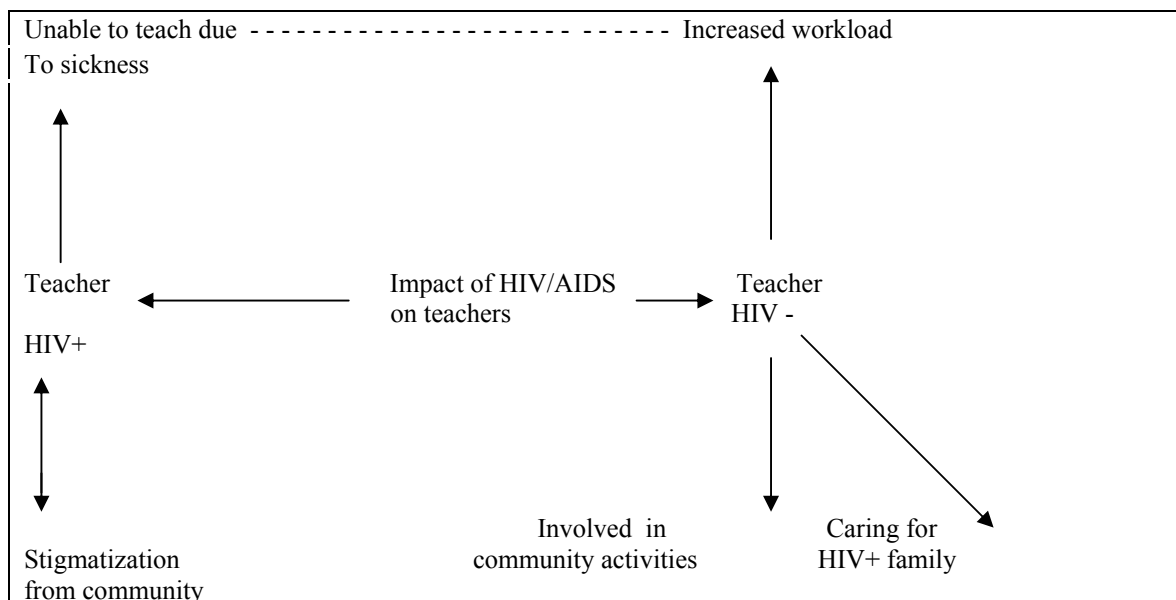 Unable to teach due - - - - - - - - - - - - - - - - - - - - - - - - - - - - Increased workload
To sickness
Teacher
HIV+
Impact of HIV/AIDS
on teachers
Teacher
HIV -
Stigmatization
from community
Involved in
community activities
Caring for
HIV+ family